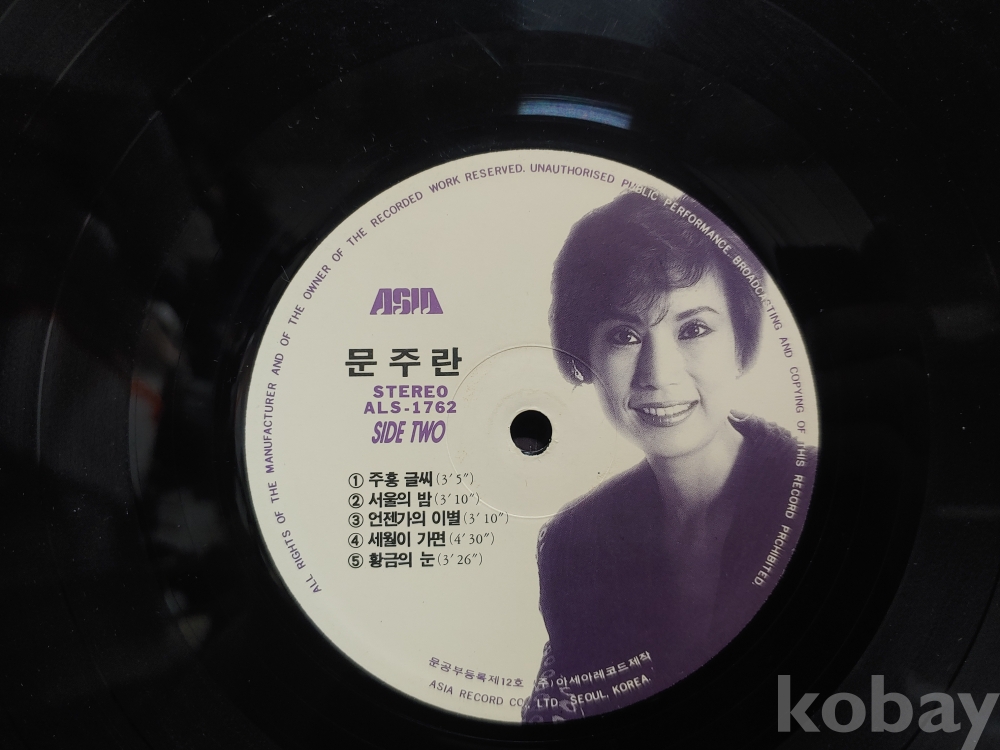 ALL RIGHTS OF THE MANUFACTURER AND OF THE OWNER OF THE RECORDED WORK RESERVED. UNAUTHORISED PUBLIC PERFORMANCE. BROADCASTING AND COPYING OF THIS RECORD PROHIBITED.
ASIA
문주란
STEREO
ALS-1762
SIDE TWO
① 주홍 글씨 (3′5″)
② 서울의 밤 (3′10″)
③ 언젠가의 이별 (3′10″)
④ 세월이 가면 (4′30″)
⑤ 황금의 눈 (3′26″)
문공부등록제12호 (주)아세아레코드제작
ASIA RECORD CO., LTD. SEOUL, KOREA.
kobay